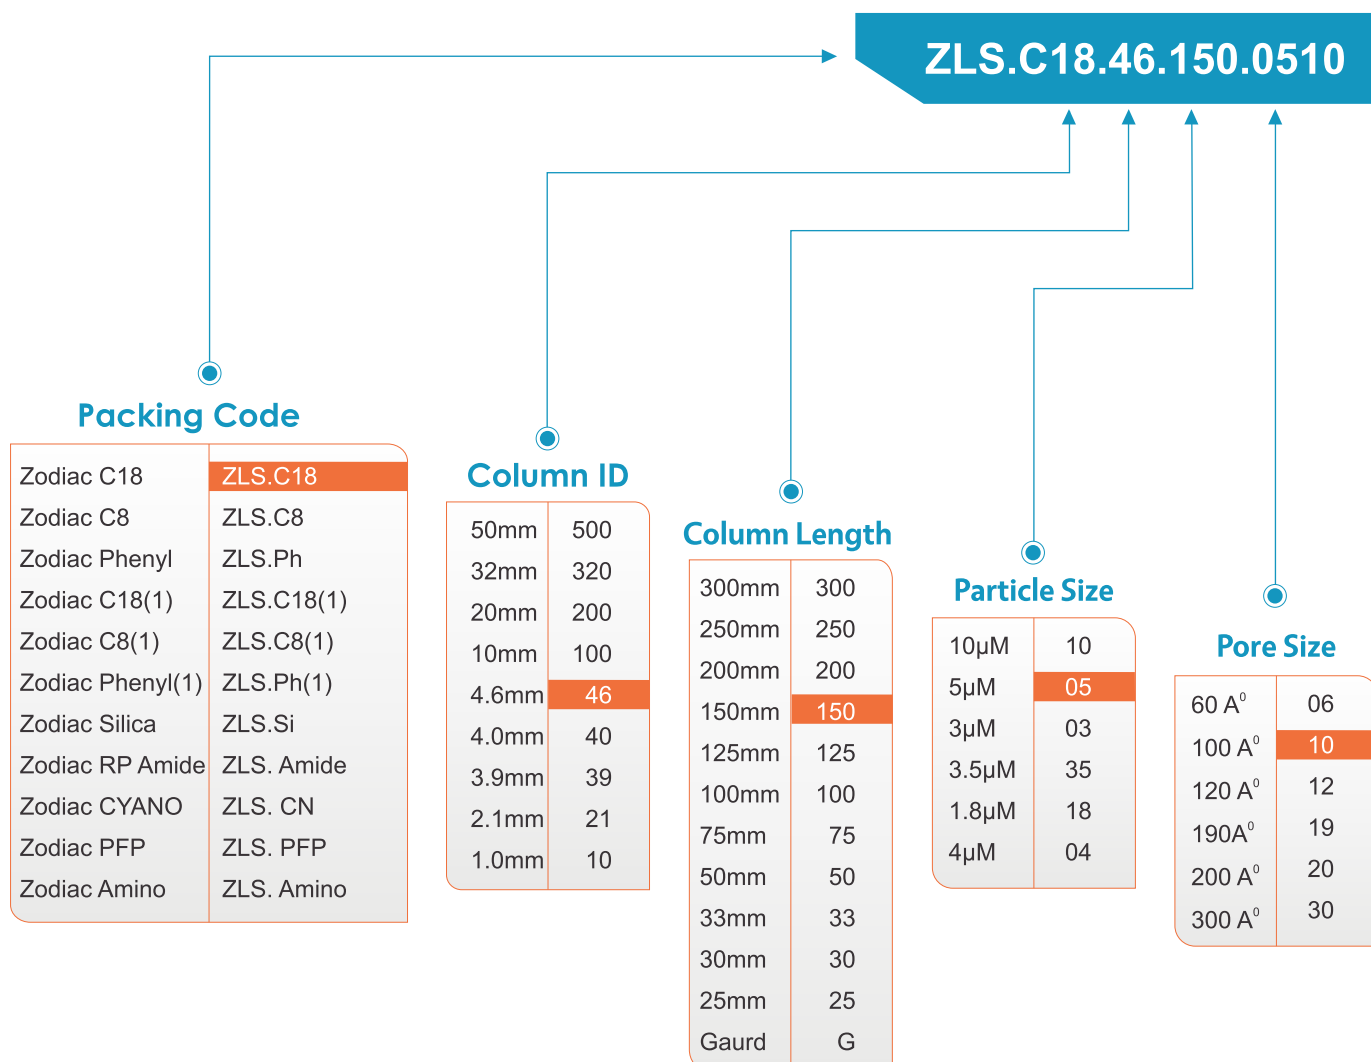 ZLS.C18.46.150.0510
Packing Code
Zodiac C18 ZLS.C18
Zodiac C8 ZLS.C8
Zodiac Phenyl ZLS.Ph
Zodiac C18(1) ZLS.C18(1)
Zodiac C8(1) ZLS.C8(1)
Zodiac Phenyl(1) ZLS.Ph(1)
Zodiac Silica ZLS.Si
Zodiac RP Amide ZLS. Amide
Zodiac CYANO ZLS. CN
Zodiac PFP ZLS. PFP
Zodiac Amino ZLS. Amino
Column ID
50mm 500
32mm 320
20mm 200
10mm 100
4.6mm 46
4.0mm 40
3.9mm 39
2.1mm 21
1.0mm 10
Column Length
300mm 300
250mm 250
200mm 200
150mm 150
125mm 125
100mm 100
75mm 75
50mm 50
33mm 33
30mm 30
25mm 25
Gaurd G
Particle Size
10µM 10
5µM 05
3µM 03
3.5µM 35
1.8µM 18
4µM 04
Pore Size
60 A⁰ 06
100 A⁰ 10
120 A⁰ 12
190A⁰ 19
200 A⁰ 20
300 A⁰ 30